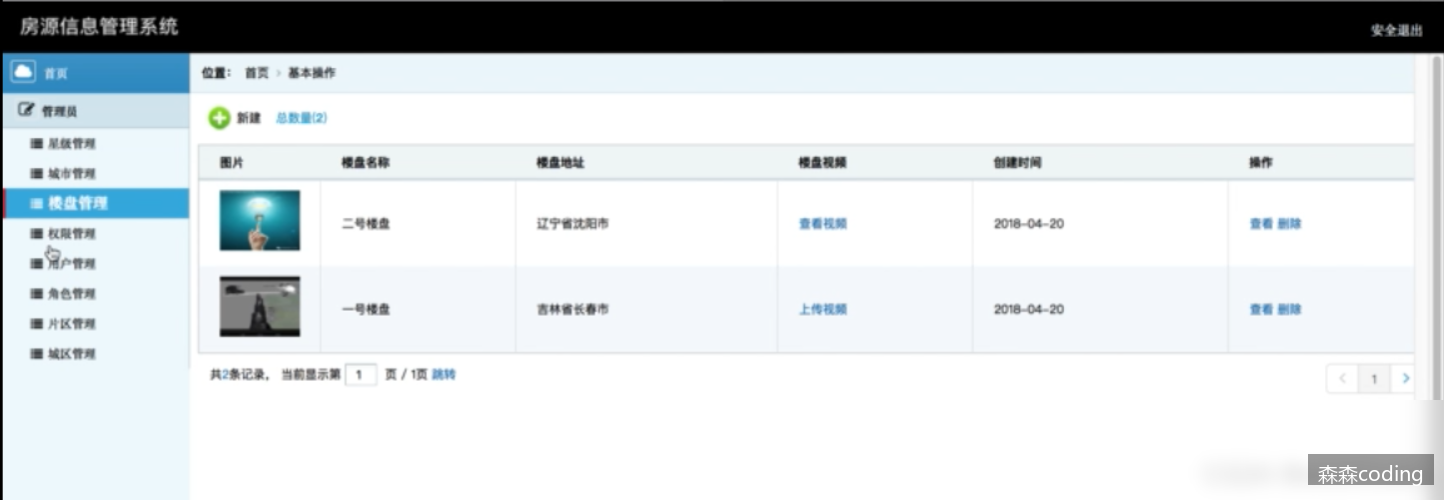 房源信息管理系统
安全退出
首页
管理员
星级管理
城市管理
楼盘管理
权限管理
用户管理
角色管理
片区管理
城区管理
位置： 首页 > 基本操作
新建 总数量(2)
图片 楼盘名称 楼盘地址 楼盘视频 创建时间 操作
二号楼盘 辽宁省沈阳市 查看视频 2018-04-20 查看 删除
一号楼盘 吉林省长春市 上传视频 2018-04-20 查看 删除
共2条记录， 当前显示第 1 页 / 1页 跳转
< 1 >
森森coding